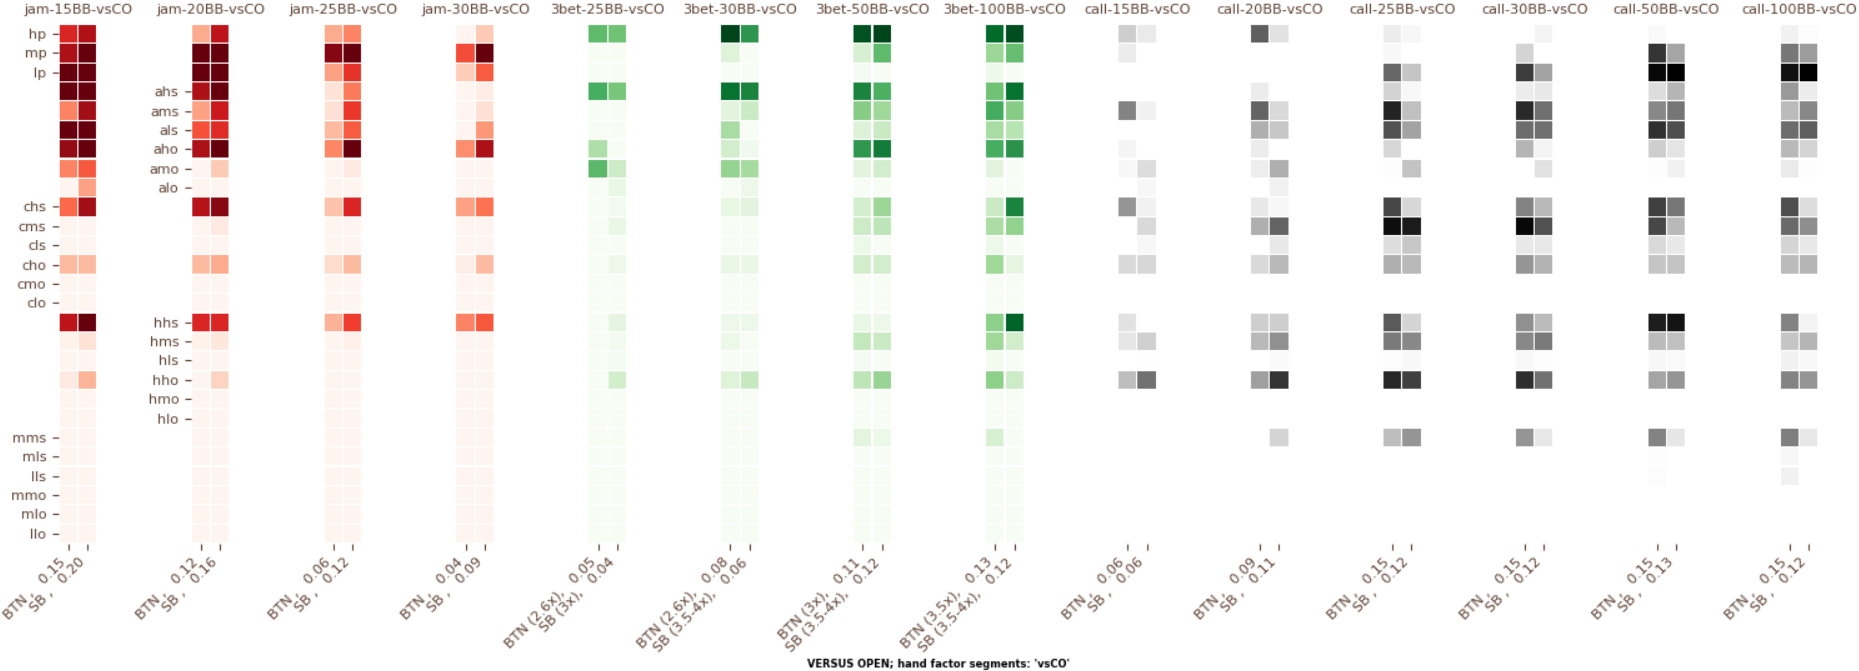 jam-15BB-vsCO jam-20BB-vsCO jam-25BB-vsCO jam-30BB-vsCO 3bet-25BB-vsCO 3bet-30BB-vsCO 3bet-50BB-vsCO 3bet-100BB-vsCO call-15BB-vsCO call-20BB-vsCO call-25BB-vsCO call-30BB-vsCO call-50BB-vsCO call-100BB-vsCO
hp
mp
lp
ahs
ams
als
aho
amo
alo
chs
cms
cls
cho
cmo
clo
hhs
hms
hls
hho
hmo
hlo
mms
mls
lls
mmo
mlo
llo
BTN , 0.15
SB , 0.20
BTN , 0.12
SB , 0.16
BTN , 0.06
SB , 0.12
BTN , 0.04
SB , 0.09
BTN (2.6x), 0.05
SB (3x), 0.04
BTN (2.6x), 0.08
SB (3.5-4x), 0.06
BTN (3x), 0.11
SB (3.5-4x), 0.12
BTN (3.5x), 0.13
SB (3.5-4x), 0.12
BTN , 0.06
SB , 0.06
BTN , 0.09
SB , 0.11
BTN , 0.15
SB , 0.12
BTN , 0.15
SB , 0.12
BTN , 0.15
SB , 0.13
BTN , 0.15
SB , 0.12
VERSUS OPEN; hand factor segments: 'vsCO'